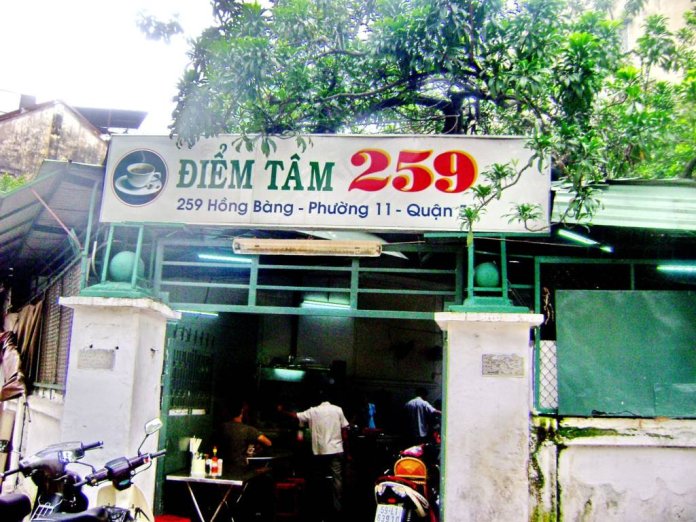 ĐIỂM TÂM 259
259 Hồng Bàng - Phường 11 - Quận